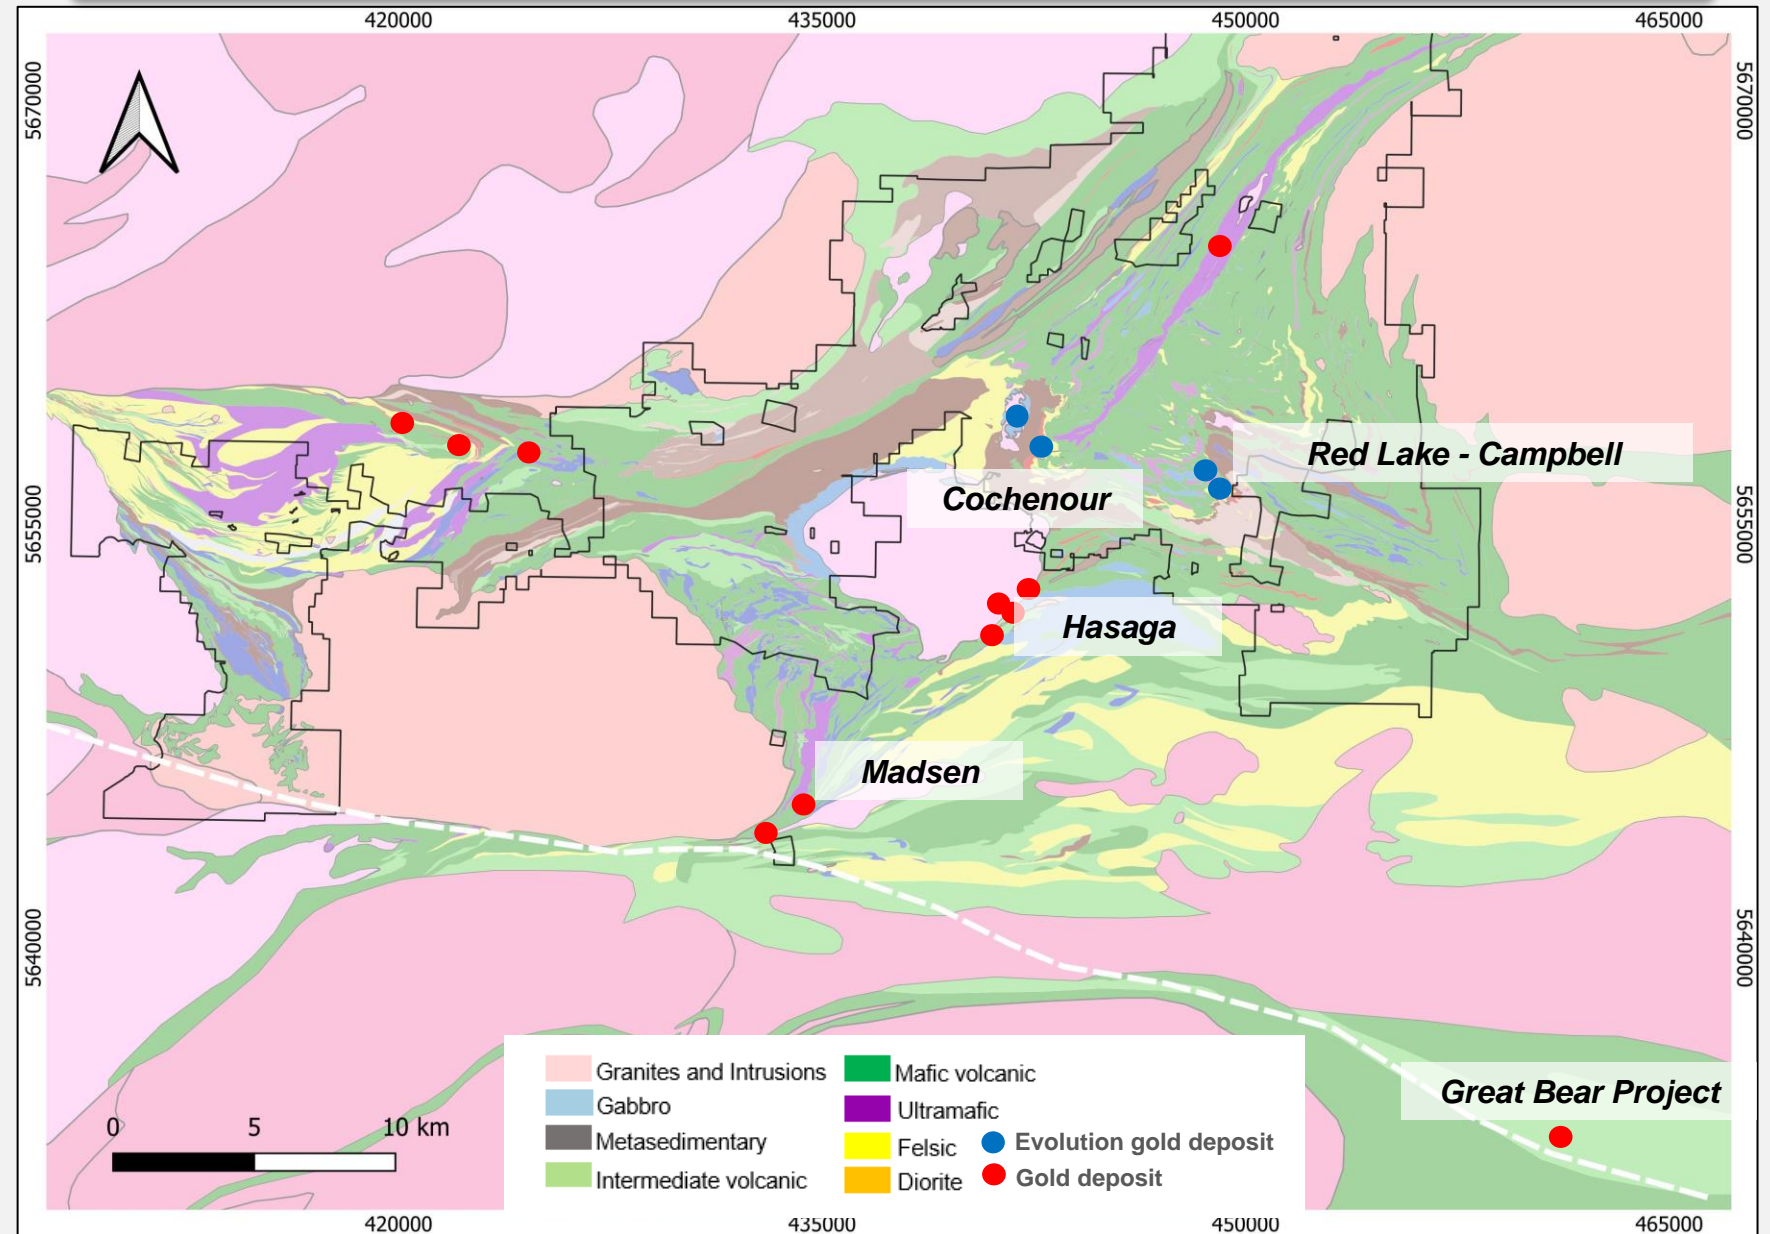 420000 435000 450000 465000
5670000 5670000
Red Lake - Campbell
Cochenour
5655000 5655000
Hasaga
Madsen
5640000 5640000
Great Bear Project
Granites and Intrusions Mafic volcanic
Gabbro Ultramafic
Metasedimentary Felsic Evolution gold deposit
Intermediate volcanic Diorite Gold deposit
0 5 10 km
420000 435000 450000 465000